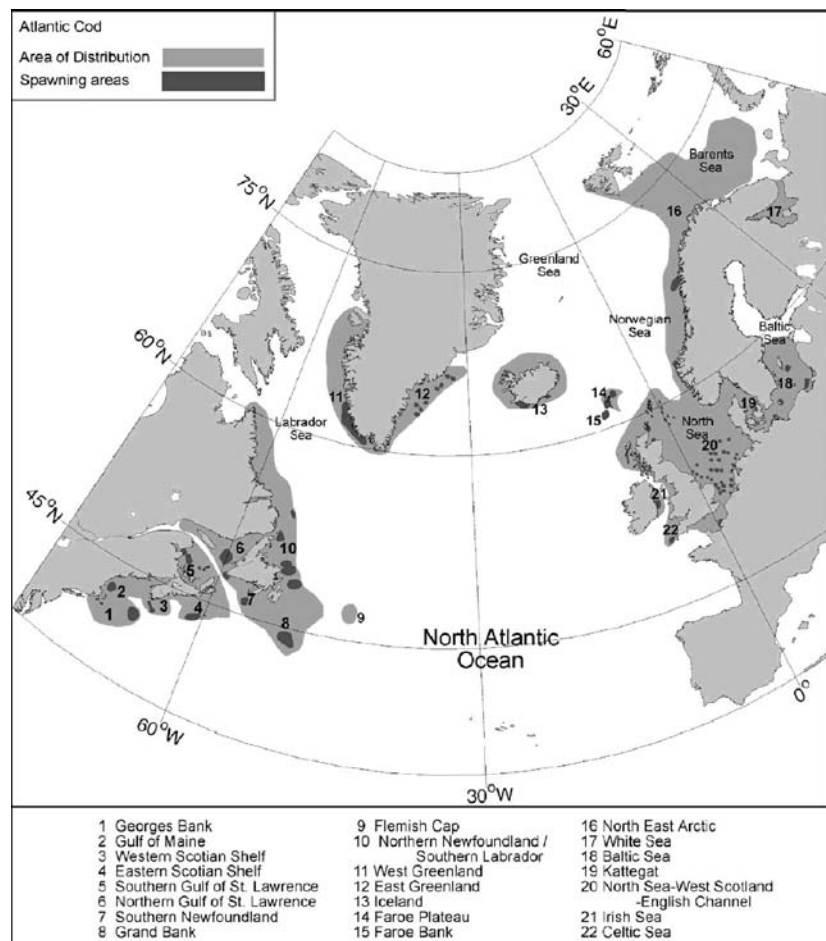 Atlantic Cod
Area of Distribution
Spawning areas
60°E
30°E
Barents
Sea
75°N
16
17
Greenland
Sea
Norwegian
Sea
Baltic
Sea
60°N
11
12
13
14
15
18
19
North
Sea
20
Labrador
Sea
21
22
45°N
5
6
10
2
1
3
4
7
8
9
North Atlantic
Ocean
0°
60°W
30°W
1 Georges Bank
2 Gulf of Maine
3 Western Scotian Shelf
4 Eastern Scotian Shelf
5 Southern Gulf of St. Lawrence
6 Northern Gulf of St. Lawrence
7 Southern Newfoundland
8 Grand Bank
9 Flemish Cap
10 Northern Newfoundland /
Southern Labrador
11 West Greenland
12 East Greenland
13 Iceland
14 Faroe Plateau
15 Faroe Bank
16 North East Arctic
17 White Sea
18 Baltic Sea
19 Kattegat
20 North Sea-West Scotland
-English Channel
21 Irish Sea
22 Celtic Sea